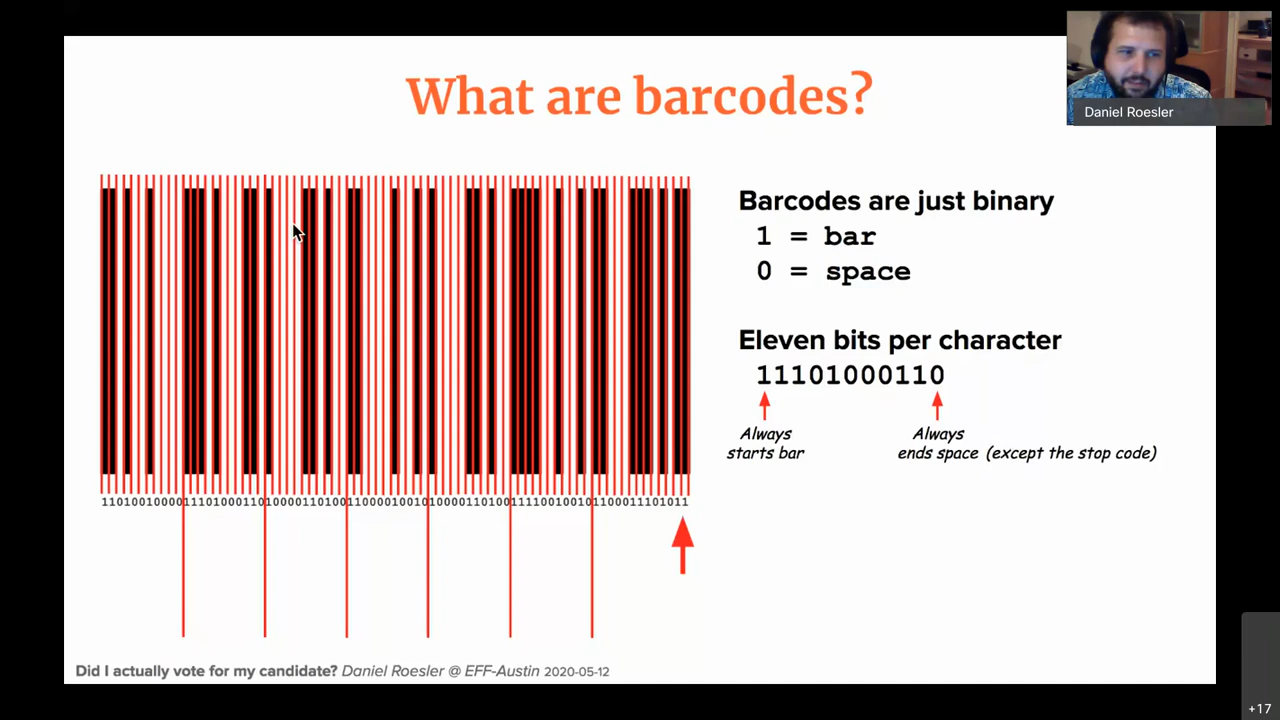 What are barcodes?
Daniel Roesler
Barcodes are just binary
1 = bar
0 = space
Eleven bits per character
11101000110
Always starts bar
Always ends space (except the stop code)
1101001000011101000110100001101001100001001010000110100111100100101100011101011
Did I actually vote for my candidate? Daniel Roesler @ EFF-Austin 2020-05-12
+17